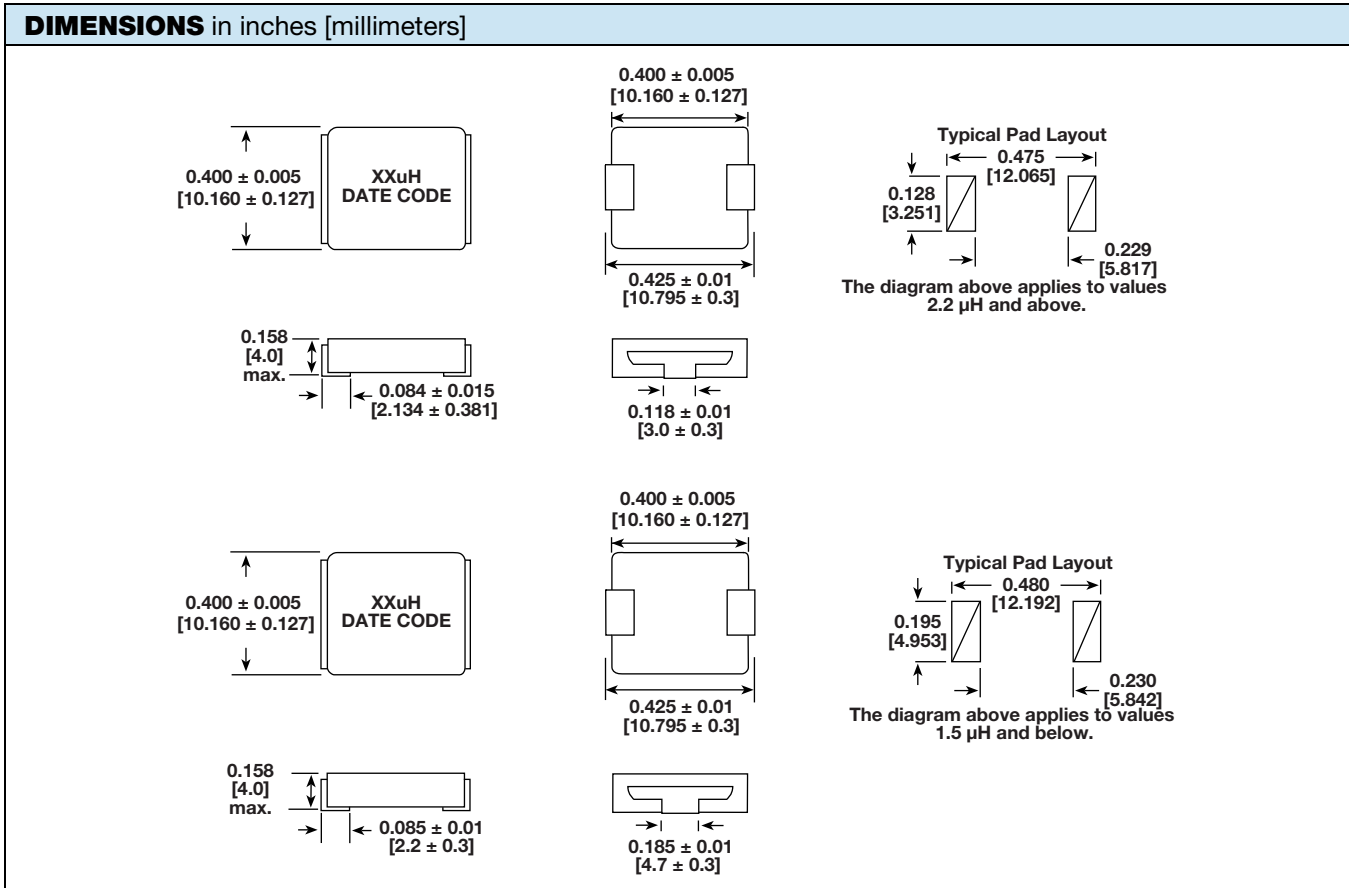 DIMENSIONS in inches [millimeters]
0.400 ± 0.005
[10.160 ± 0.127]
XXuH
DATE CODE
0.400 ± 0.005
[10.160 ± 0.127]
0.425 ± 0.01
[10.795 ± 0.3]
Typical Pad Layout
0.475
[12.065]
0.128
[3.251]
0.229
[5.817]
The diagram above applies to values
2.2 µH and above.
0.158
[4.0]
max.
0.084 ± 0.015
[2.134 ± 0.381]
0.118 ± 0.01
[3.0 ± 0.3]
0.400 ± 0.005
[10.160 ± 0.127]
XXuH
DATE CODE
0.400 ± 0.005
[10.160 ± 0.127]
0.425 ± 0.01
[10.795 ± 0.3]
Typical Pad Layout
0.480
[12.192]
0.195
[4.953]
0.230
[5.842]
The diagram above applies to values
1.5 µH and below.
0.158
[4.0]
max.
0.085 ± 0.01
[2.2 ± 0.3]
0.185 ± 0.01
[4.7 ± 0.3]